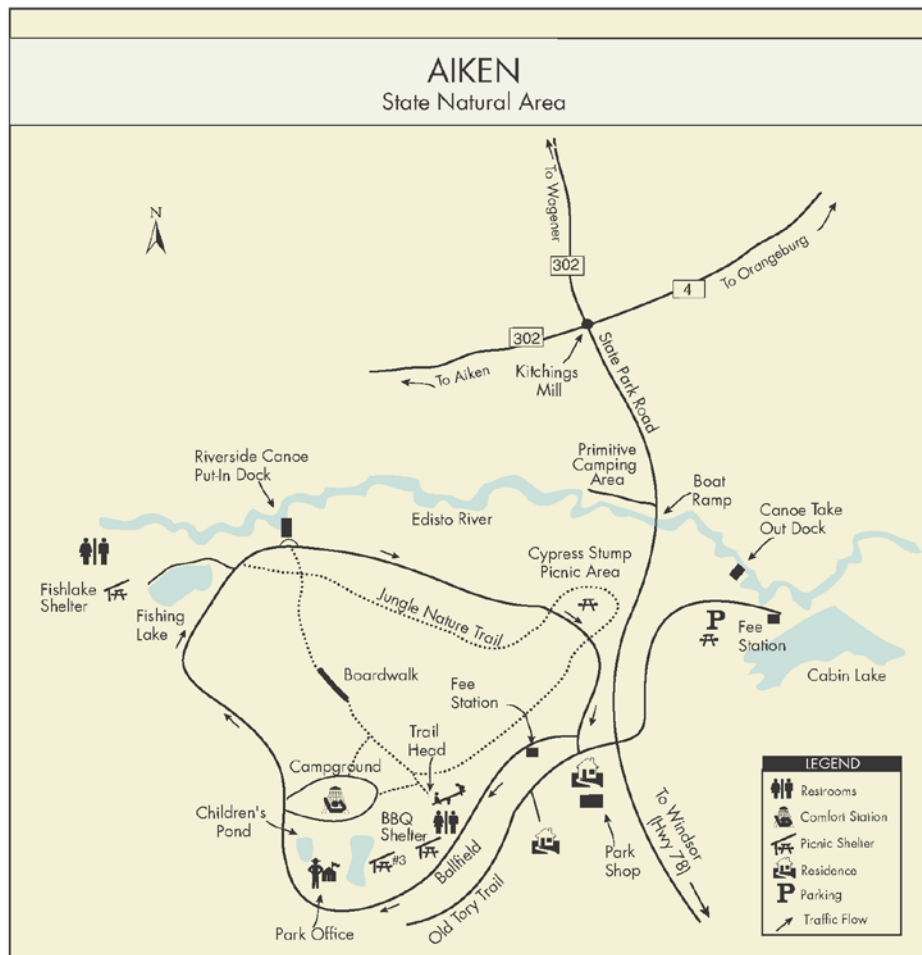 AIKEN
State Natural Area
N
To Wagener
302
To Orangeburg
4
302
To Aiken
Kitchings
Mill
State Park Road
Riverside Canoe
Put-In Dock
Primitive
Camping
Area
Boat
Ramp
Edisto River
Canoe Take
Out Dock
Cypress Stump
Picnic Area
Fishlake
Shelter
Fishing
Lake
Jungle Nature Trail
P
Fee
Station
Cabin Lake
Boardwalk
Fee
Station
Trail
Head
Campground
Children's
Pond
BBQ
Shelter
#3
Ballfield
Old Tory Trail
Park Office
Park
Shop
To Windsor
(Hwy 78)
LEGEND
Restrooms
Comfort Station
Picnic Shelter
Residence
P Parking
Traffic Flow